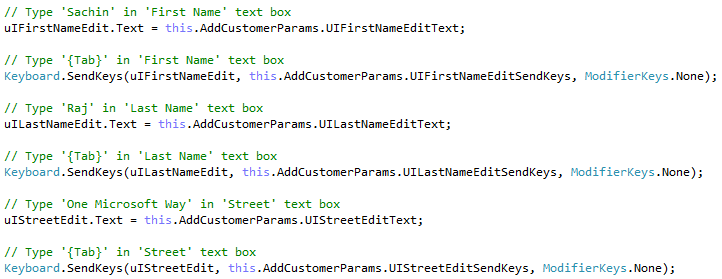 // Type 'Sachin' in 'First Name' text box
uIFirstNameEdit.Text = this.AddCustomerParams.UIFirstNameEditText;
// Type '{Tab}' in 'First Name' text box
Keyboard.SendKeys(uIFirstNameEdit, this.AddCustomerParams.UIFirstNameEditSendKeys, ModifierKeys.None);
// Type 'Raj' in 'Last Name' text box
uILastNameEdit.Text = this.AddCustomerParams.UILastNameEditText;
// Type '{Tab}' in 'Last Name' text box
Keyboard.SendKeys(uILastNameEdit, this.AddCustomerParams.UILastNameEditSendKeys, ModifierKeys.None);
// Type 'One Microsoft Way' in 'Street' text box
uIStreetEdit.Text = this.AddCustomerParams.UIStreetEditText;
// Type '{Tab}' in 'Street' text box
Keyboard.SendKeys(uIStreetEdit, this.AddCustomerParams.UIStreetEditSendKeys, ModifierKeys.None);